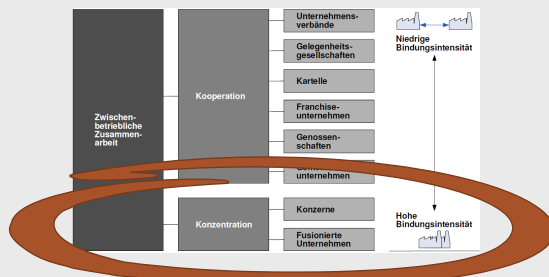 Unternehmens-
verbände
Gelegenheits-
gesellschaften
Kartelle
Franchise-
unternehmen
Genossen-
schaften
unternehmen
Konzerne
Fusionierte
Unternehmen
Kooperation
Konzentration
Zwischen-
betriebliche
Zusammen-
arbeit
Niedrige
Bindungsintensität
Hohe
Bindungsintensität